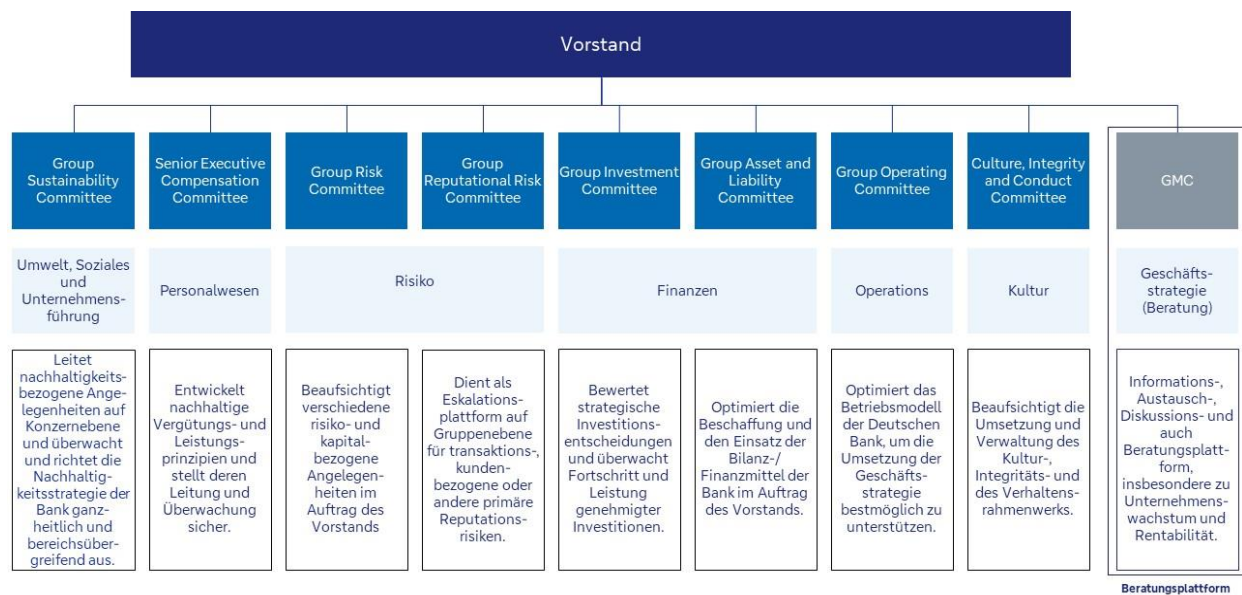 Vorstand
Group
Sustainability
Committee
Senior Executive
Compensation
Committee
Group Risk
Committee
Group
Reputational Risk
Committee
Group Investment
Committee
Group Asset and
Liability Committee
Group Operating
Committee
Culture, Integrity
and Conduct
Committee
GMC
Umwelt, Soziales
und
Unternehmens-
führung
Personalwesen
Risiko
Finanzen
Operations
Kultur
Geschäfts-
strategie
(Beratung)
Leitet
nachhaltigkeits-
bezogene Ange-
legenheiten auf
Konzernebene
und überwacht
und richtet die
Nachhaltig-
keitsstrategie der
Bank ganz-
heitlich und
bereichsüber-
greifend aus.
Entwickelt
nachhaltige
Vergütungs- und
Leistungs-
prinzipien und
stellt deren
Leitung und
Überwachung
sicher.
Beaufsichtigt
verschiedene
risiko- und
kapital-
bezogene
Angelegen-
heiten im
Auftrag des
Vorstands
Dient als
Eskalations-
plattform auf
Gruppenebene
für transaktions-,
kunden-
bezogene oder
andere primäre
Reputations-
risiken.
Bewertet
strategische
Investitions-
entscheidungen
und überwacht
Fortschritt und
Leistung
genehmigter
Investitionen.
Optimiert die
Beschaffung und
den Einsatz der
Bilanz-/
Finanzmittel der
Bank im Auftrag
des Vorstands.
Optimiert das
Betriebsmodell
der Deutschen
Bank, um die
Umsetzung der
Geschäfts-
strategie
bestmöglich zu
unterstützen.
Beaufsichtigt die
Umsetzung und
Verwaltung des
Kultur-,
Integritäts- und
des Verhaltens-
rahmenwerks.
Informations-,
Austausch-,
Diskussions- und
auch
Beratungsplatt-
form,
insbesondere zu
Unternehmens-
wachstum und
Rentabilität.
Beratungsplattform